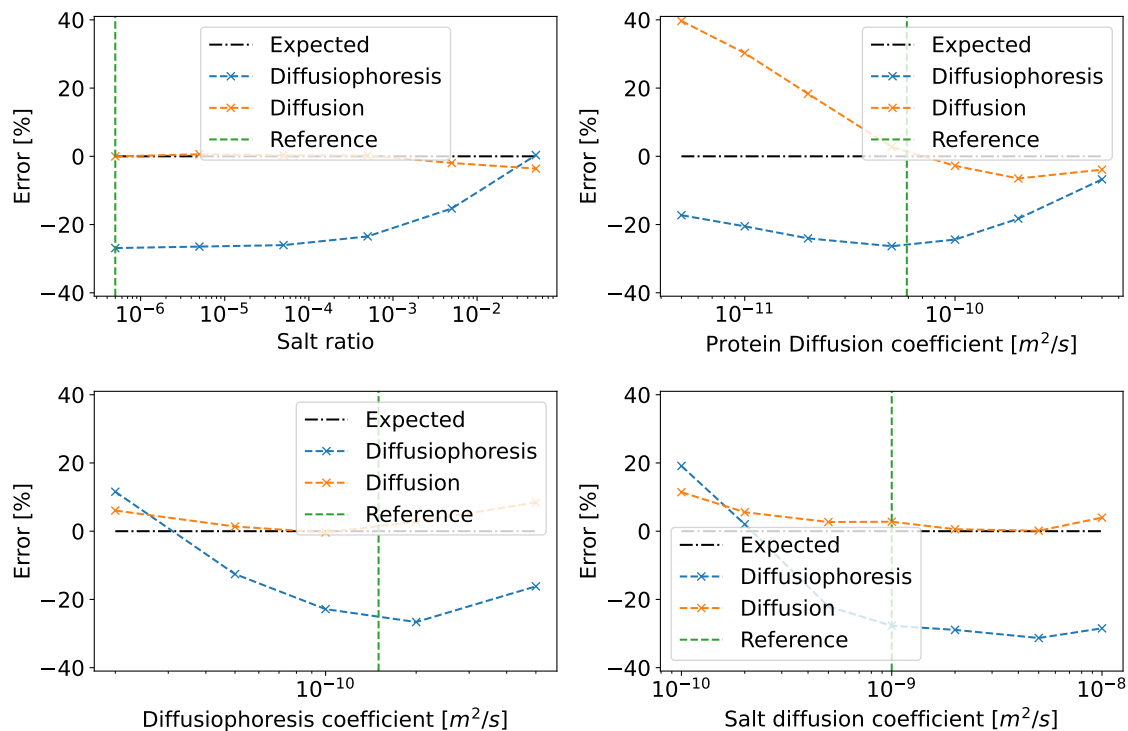 40
20
0
−20
−40
Error [%]
Expected
Diffusiophoresis
Diffusion
Reference
10⁻⁶ 10⁻⁵ 10⁻⁴ 10⁻³ 10⁻²
Salt ratio
40
20
0
−20
−40
Error [%]
Expected
Diffusiophoresis
Diffusion
Reference
10⁻¹¹ 10⁻¹⁰
Protein Diffusion coefficient [m²/s]
40
20
0
−20
−40
Error [%]
Expected
Diffusiophoresis
Diffusion
Reference
10⁻¹⁰
Diffusiophoresis coefficient [m²/s]
40
20
0
−20
−40
Error [%]
Expected
Diffusiophoresis
Diffusion
Reference
10⁻¹⁰ 10⁻⁹ 10⁻⁸
Salt diffusion coefficient [m²/s]